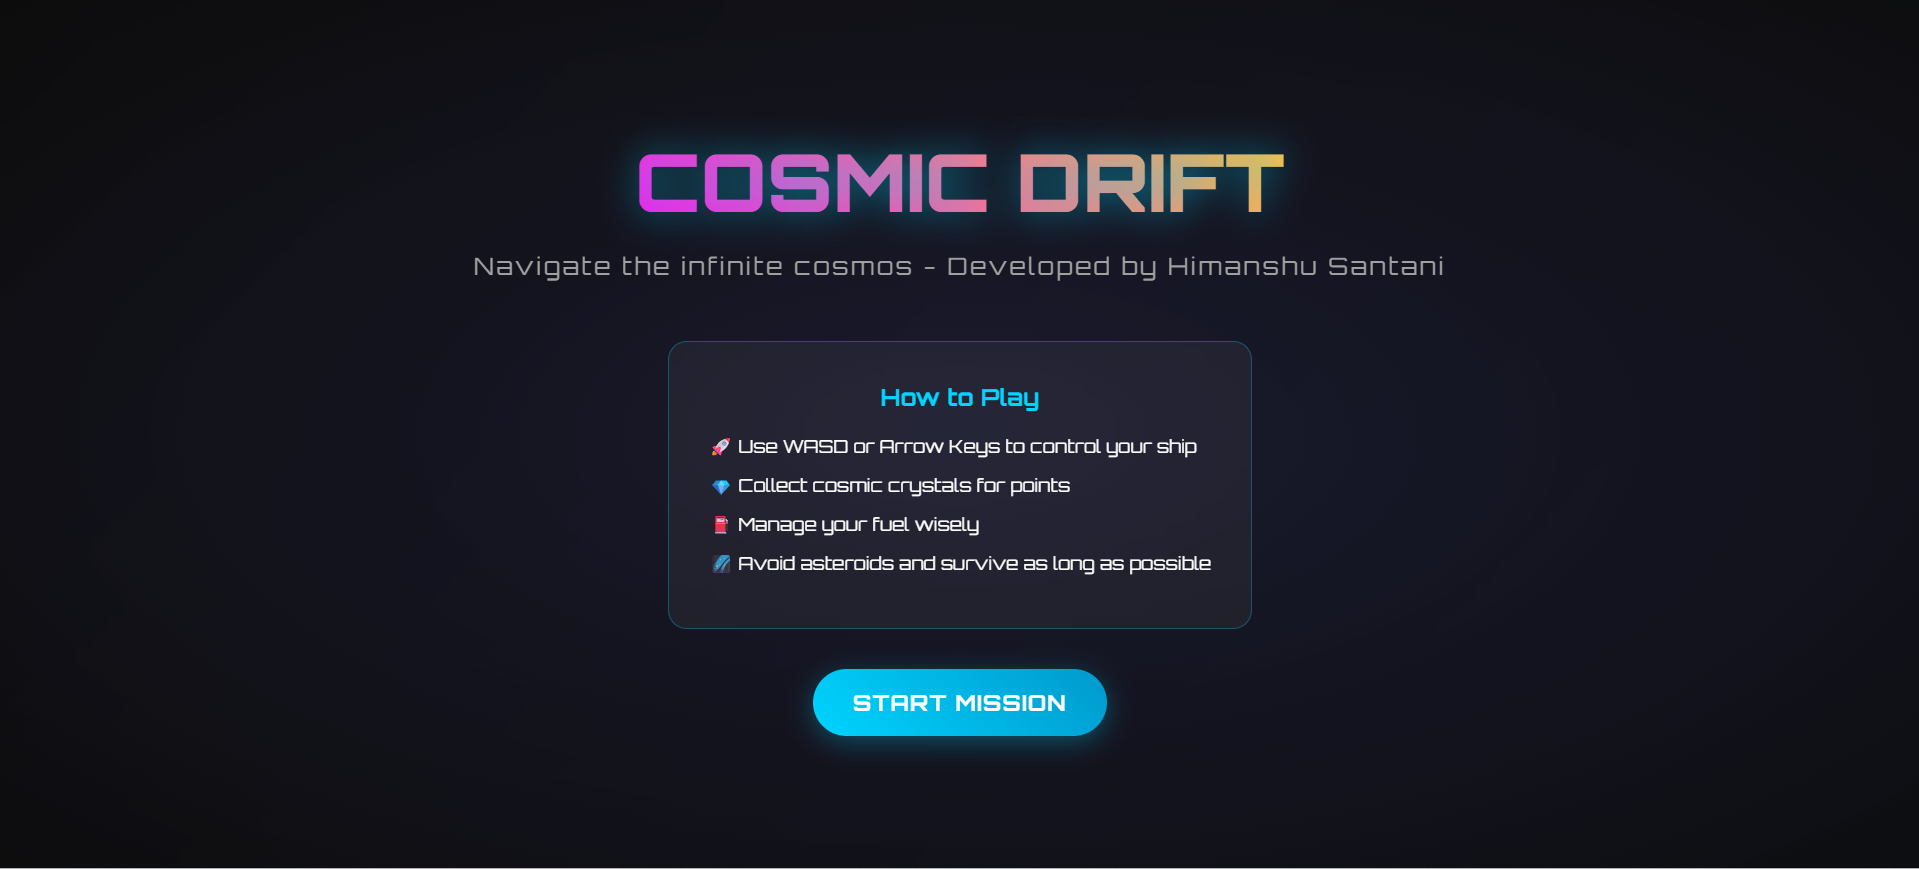 COSMIC DRIFT
Navigate the infinite cosmos - Developed by Himanshu Santani
How to Play
🚀 Use WASD or Arrow Keys to control your ship
💎 Collect cosmic crystals for points
⛽ Manage your fuel wisely
🌌 Avoid asteroids and survive as long as possible
START MISSION